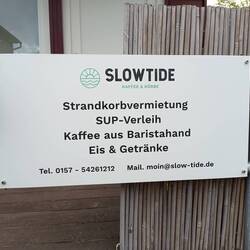 SLOWTIDE
KAFFEE & KÖRBE
Strandkorbvermietung
SUP-Verleih
Kaffee aus Baristahand
Eis & Getränke
Tel. 0157 - 54261212 Mail. moin@slow-tide.de